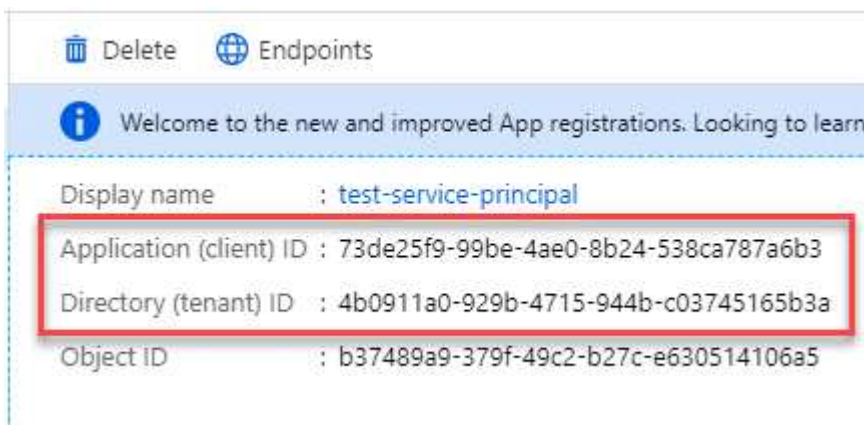 Delete Endpoints
Welcome to the new and improved App registrations. Looking to learn
Display name : test-service-principal
Application (client) ID : 73de25f9-99be-4ae0-8b24-538ca787a6b3
Directory (tenant) ID : 4b0911a0-929b-4715-944b-c03745165b3a
Object ID : b37489a9-379f-49c2-b27c-e630514106a5